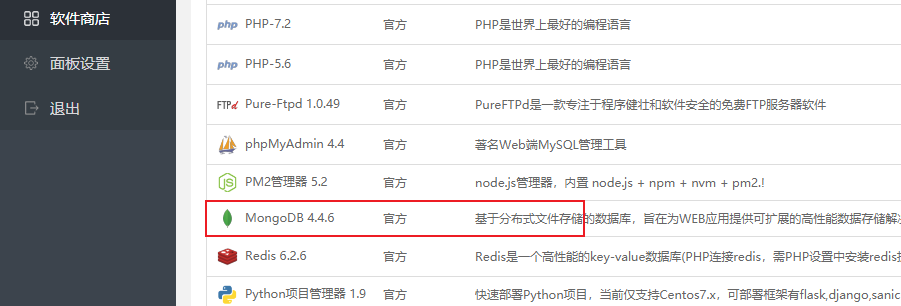 软件商店
面板设置
退出
php PHP-7.2 官方 PHP是世界上最好的编程语言
php PHP-5.6 官方 PHP是世界上最好的编程语言
FTP Pure-Ftpd 1.0.49 官方 PureFTPd是一款专注于程序健壮和软件安全的免费FTP服务器软件
phpMyAdmin 4.4 官方 著名Web端MySQL管理工具
PM2管理器 5.2 官方 node.js管理器，内置 node.js + npm + nvm + pm2.!
MongoDB 4.4.6 官方 基于分布式文件存储的数据库，旨在为WEB应用提供可扩展的高性能数据存储解
Redis 6.2.6 官方 Redis是一个高性能的key-value数据库(PHP连接redis，需PHP设置中安装redis
Python项目管理器 1.9 官方 快速部署Python项目，当前仅支持Centos7.x，可部署框架有flask,django,sanic